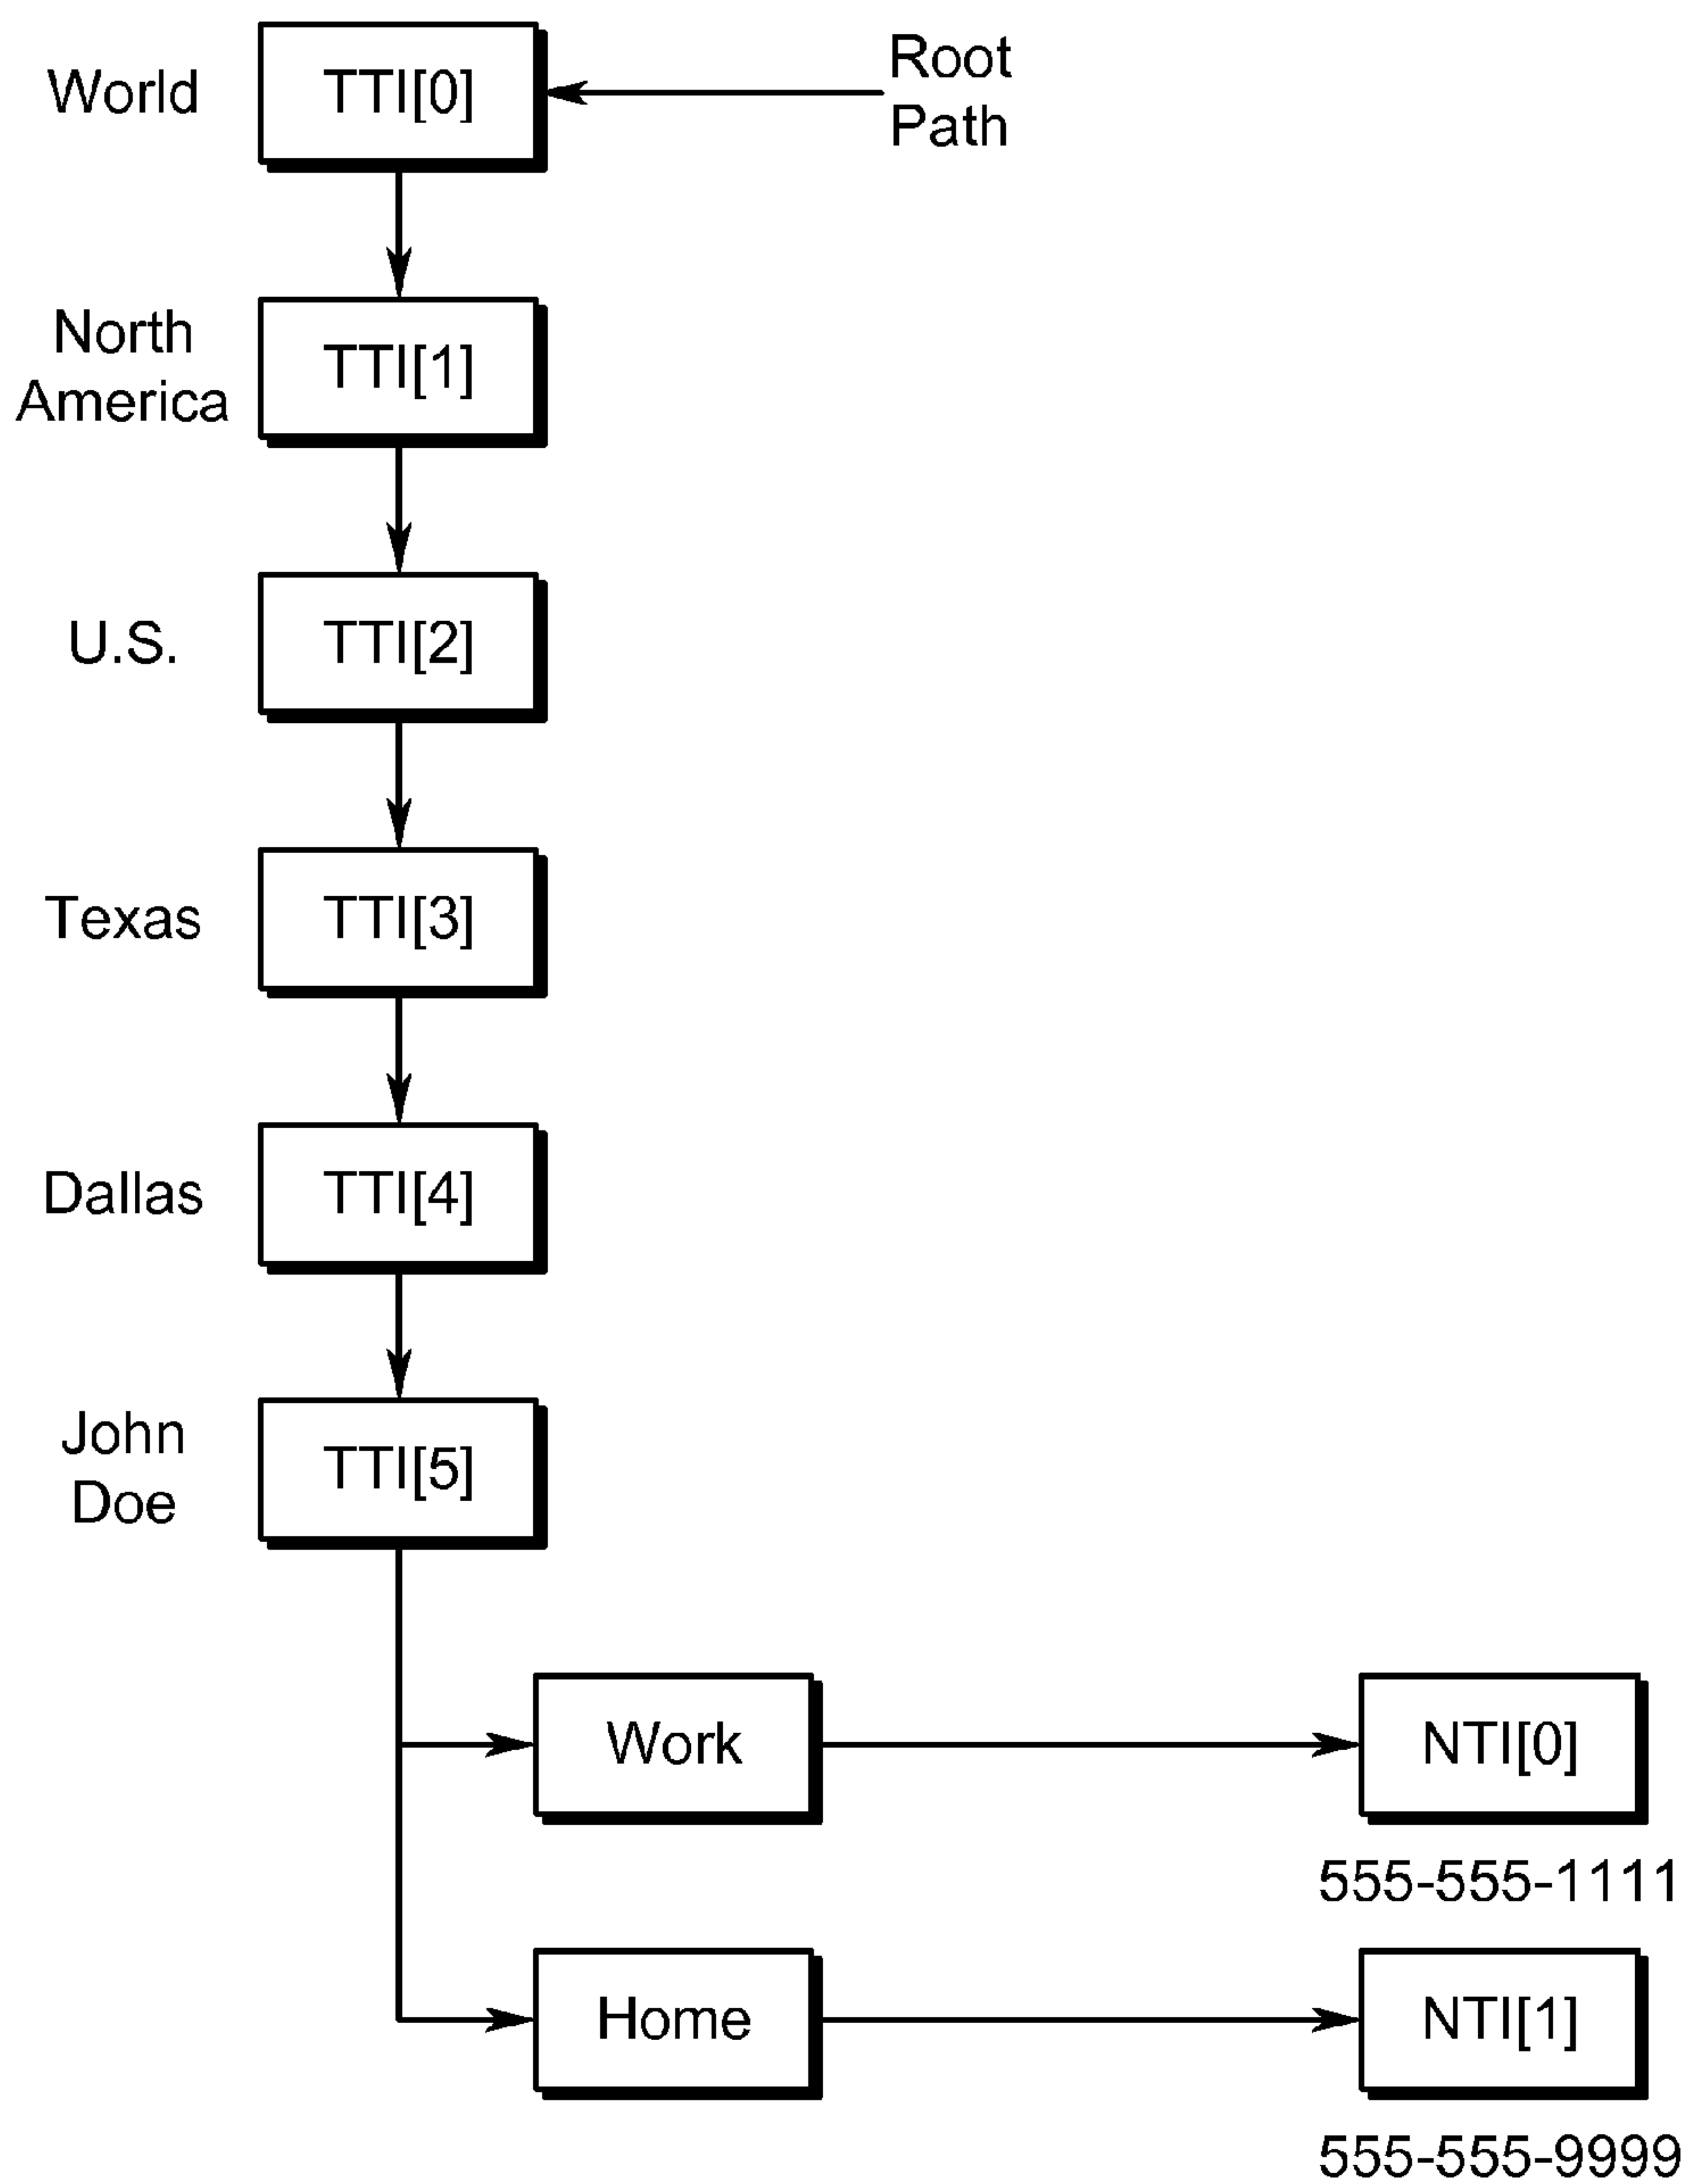 World
TTI[0]
Root
Path
North
America
TTI[1]
U.S.
TTI[2]
Texas
TTI[3]
Dallas
TTI[4]
John
Doe
TTI[5]
Work
NTI[0]
555-555-1111
Home
NTI[1]
555-555-9999